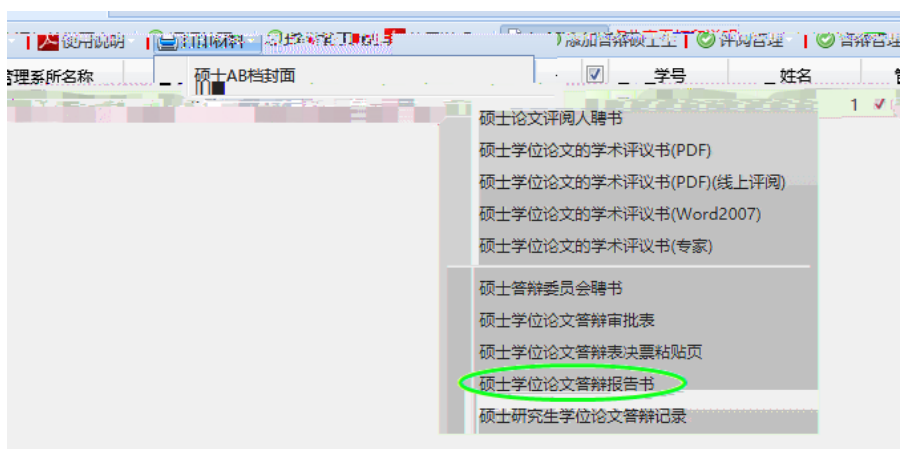 使用说明 打印材料 添加答辩硕士生 评阅管理 答辩管理
管理系所名称 硕士AB档封面 学号 姓名
1
硕士论文评阅人聘书
硕士学位论文的学术评议书(PDF)
硕士学位论文的学术评议书(PDF)(线上评阅)
硕士学位论文的学术评议书(Word2007)
硕士学位论文的学术评议书(专家)
硕士答辩委员会聘书
硕士学位论文答辩审批表
硕士学位论文答辩表决票粘贴页
硕士学位论文答辩报告书
硕士研究生学位论文答辩记录